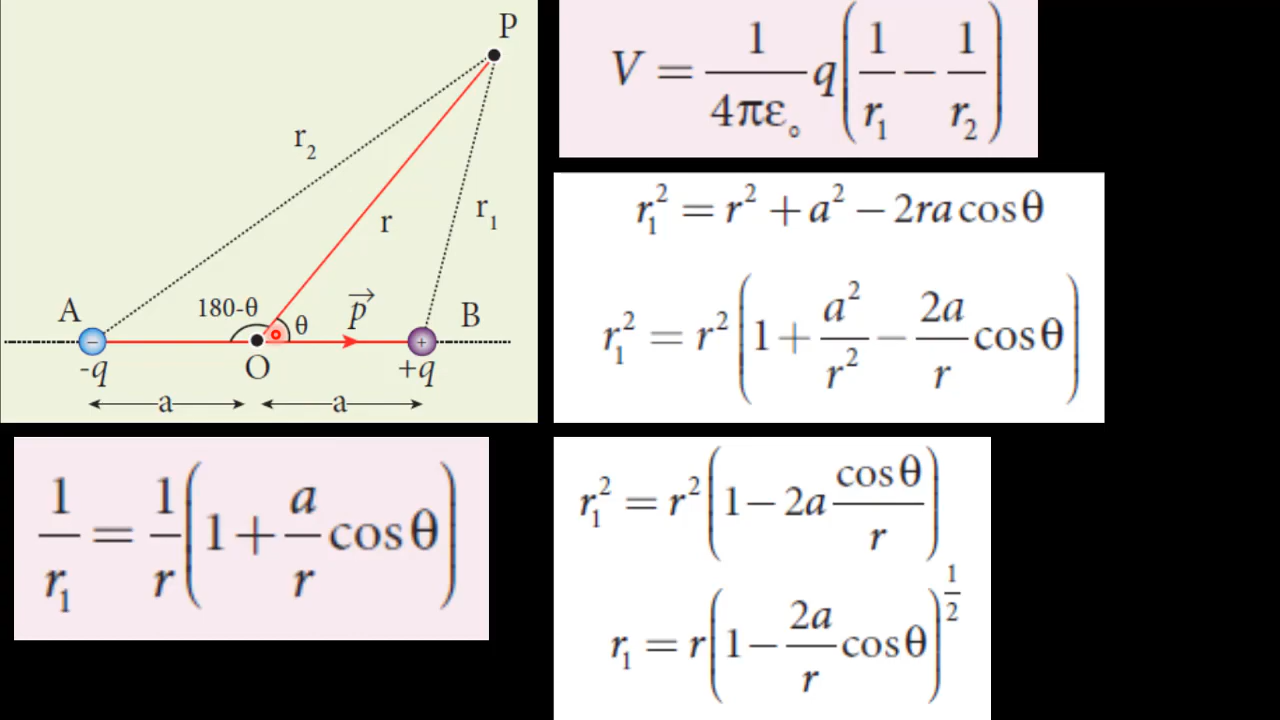 P
r₂
r
r₁
A
180-θ
θ
p⃗
B
−
+
-q
O
+q
a
a
V = 1/4πε∘ q(1/r₁ − 1/r₂)
r₁² = r² + a² − 2ra cosθ
r₁² = r²(1 + a²/r² − 2a/r cosθ)
1/r₁ = 1/r(1 + a/r cosθ)
r₁² = r²(1 − 2a cosθ/r)
r₁ = r(1 − 2a/r cosθ)^(1/2)